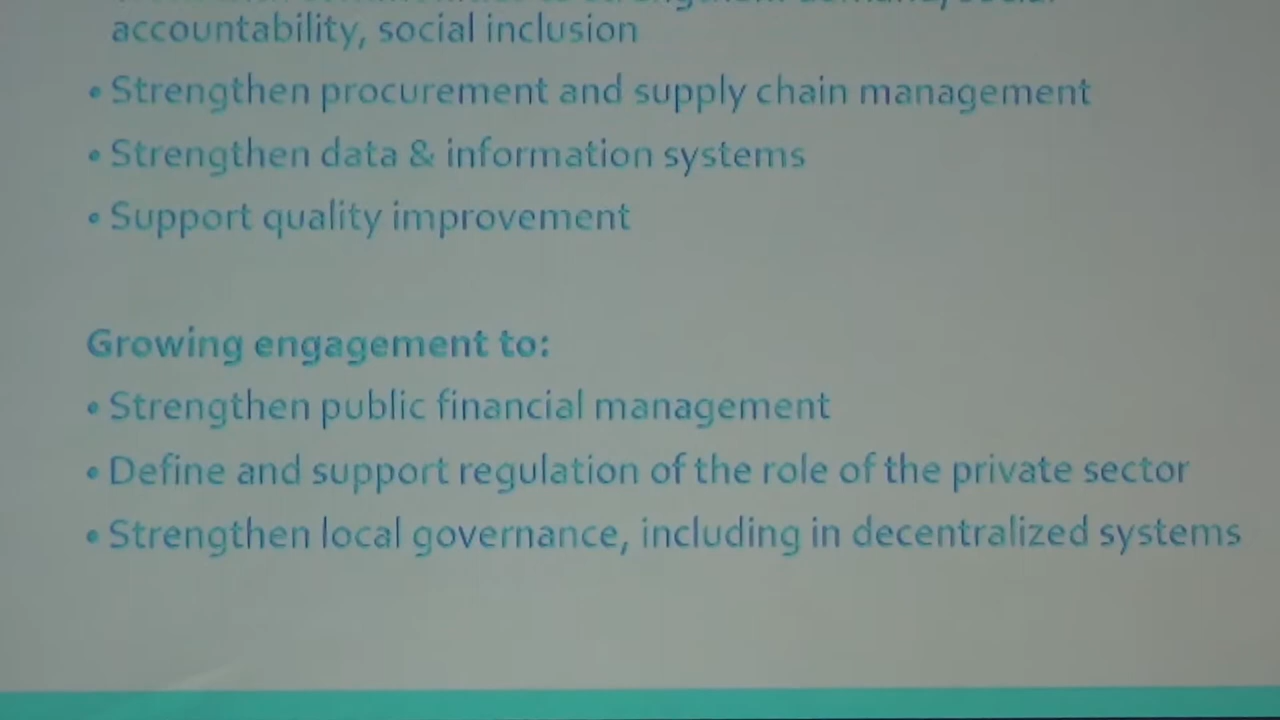 accountability, social inclusion
• Strengthen procurement and supply chain management
• Strengthen data & information systems
• Support quality improvement
Growing engagement to:
• Strengthen public financial management
• Define and support regulation of the role of the private sector
• Strengthen local governance, including in decentralized systems